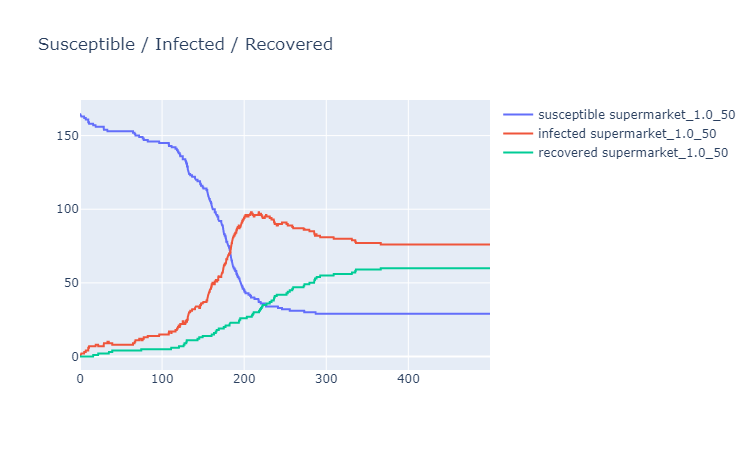 Susceptible / Infected / Recovered
susceptible supermarket_1.0_50
infected supermarket_1.0_50
recovered supermarket_1.0_50
150
100
50
0
0 100 200 300 400